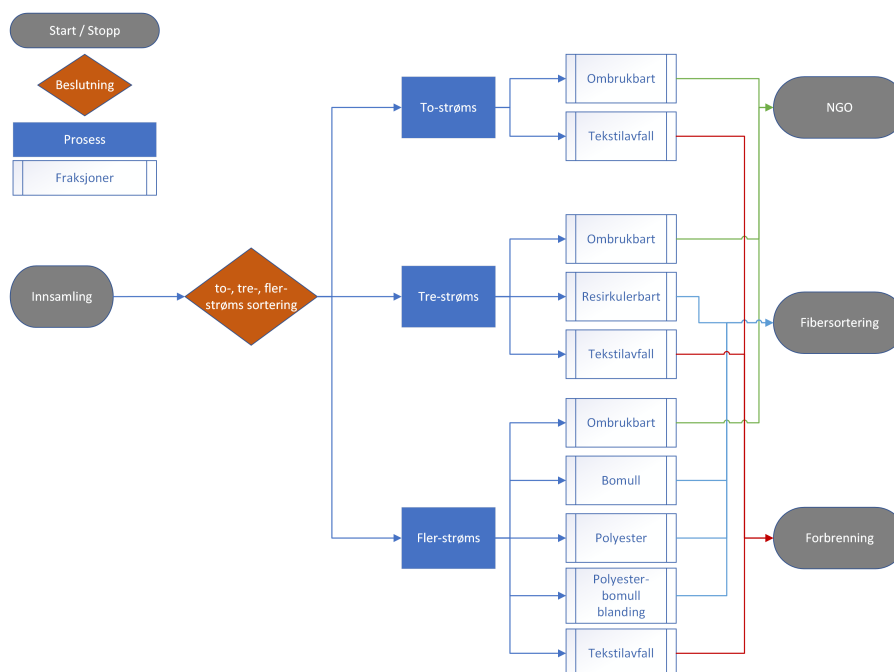 Start / Stopp
Beslutning
Prosess
Fraksjoner
Innsamling
to-, tre-, fler-
strøms sortering
To-strøms
Tre-strøms
Fler-strøms
Ombrukbart
Tekstilavfall
Ombrukbart
Resirkulerbart
Tekstilavfall
Ombrukbart
Bomull
Polyester
Polyester-
bomull
blanding
Tekstilavfall
NGO
Fibersortering
Forbrenning